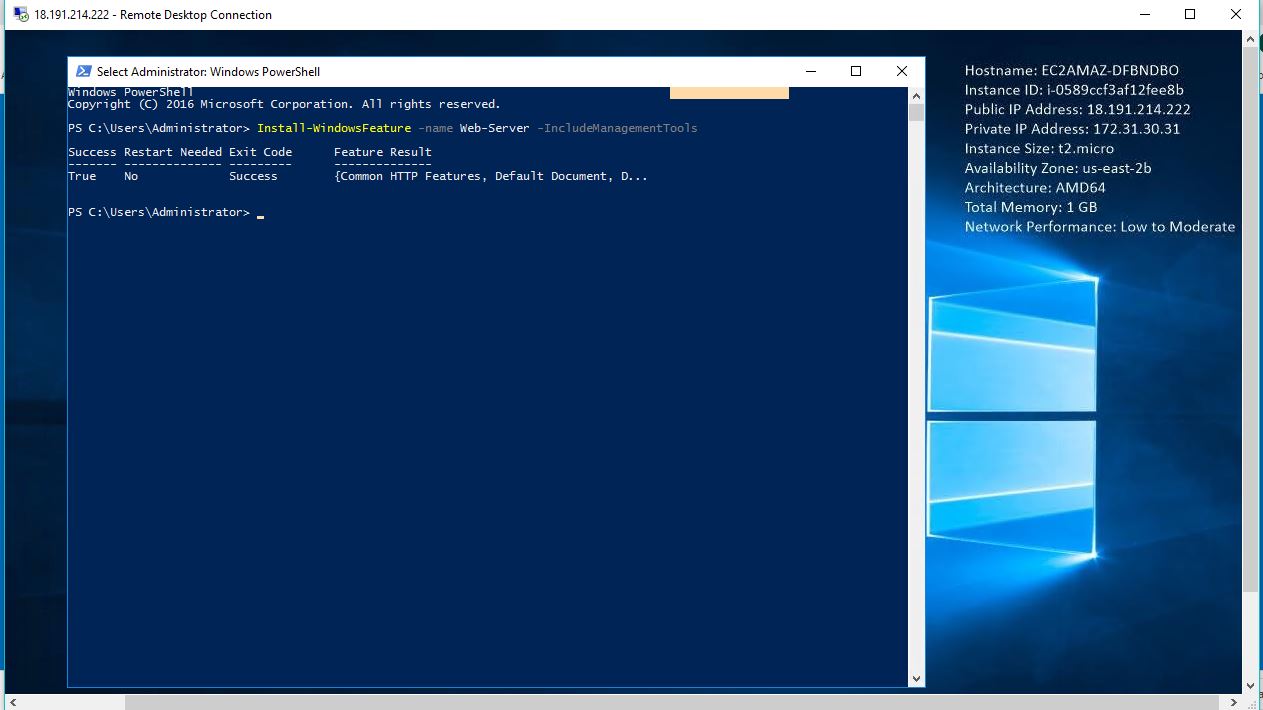 18.191.214.222 - Remote Desktop Connection
Select Administrator: Windows PowerShell
Windows PowerShell
Copyright (C) 2016 Microsoft Corporation. All rights reserved.
PS C:\Users\Administrator> Install-WindowsFeature -name Web-Server -IncludeManagementTools
Success Restart Needed Exit Code      Feature Result
------- -------------- ---------      --------------
True    No             Success        {Common HTTP Features, Default Document, D...
PS C:\Users\Administrator> _
Hostname: EC2AMAZ-DFBNDBO
Instance ID: i-0589ccf3af12fee8b
Public IP Address: 18.191.214.222
Private IP Address: 172.31.30.31
Instance Size: t2.micro
Availability Zone: us-east-2b
Architecture: AMD64
Total Memory: 1 GB
Network Performance: Low to Moderate